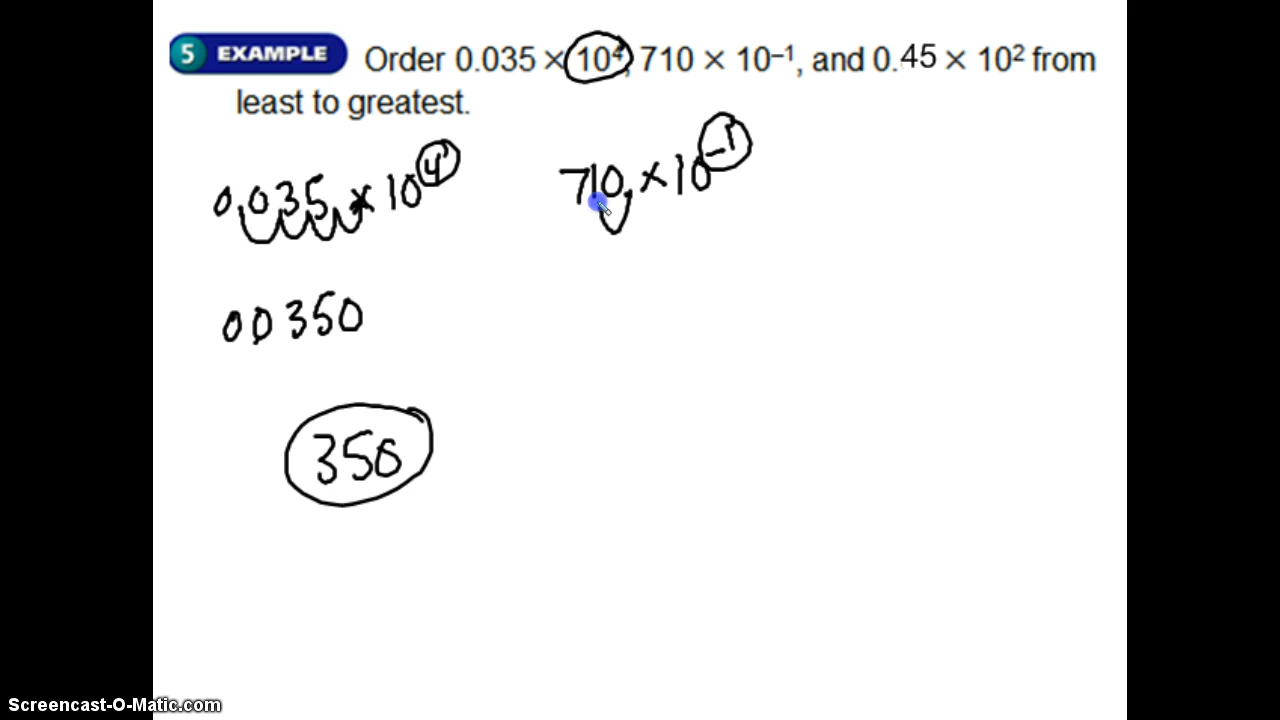 5 EXAMPLE Order 0.035 × 10⁴, 710 × 10⁻¹, and 0.45 × 10² from
least to greatest.
0.035 × 10⁴
710. × 10⁻¹
00350
350
Screencast-O-Matic.com